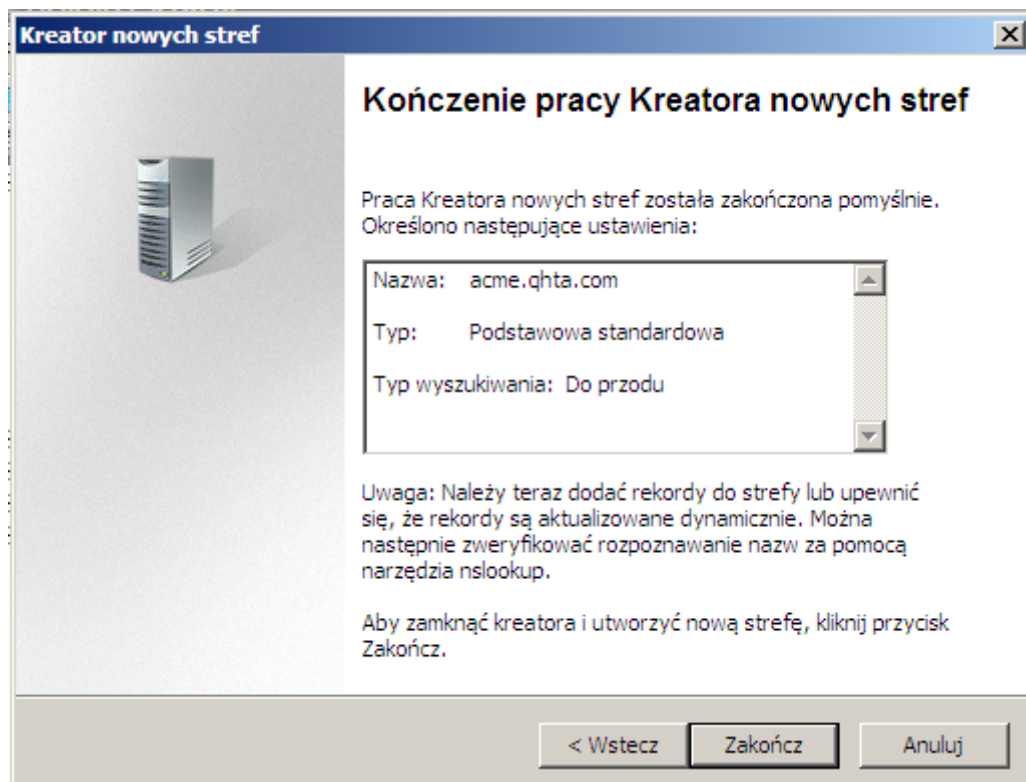 Kreator nowych stref
Kończenie pracy Kreatora nowych stref
Praca Kreatora nowych stref została zakończona pomyślnie.
Określono następujące ustawienia:
Nazwa: acme.qhta.com
Typ: Podstawowa standardowa
Typ wyszukiwania: Do przodu
Uwaga: Należy teraz dodać rekordy do strefy lub upewnić
się, że rekordy są aktualizowane dynamicznie. Można
następnie zweryfikować rozpoznawanie nazw za pomocą
narzędzia nslookup.
Aby zamknąć kreatora i utworzyć nową strefę, kliknij przycisk
Zakończ.
< Wstecz
Zakończ
Anuluj